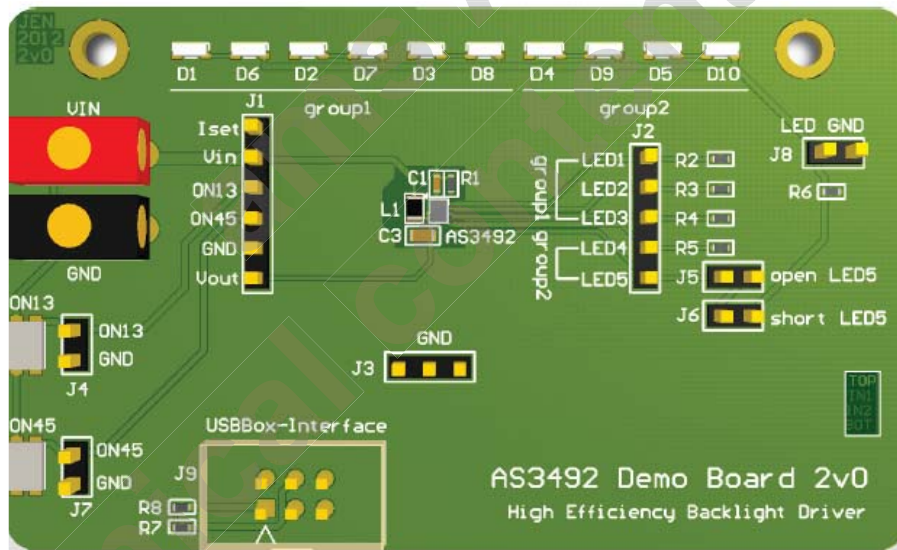 JEN
2012
2v0
D1 D6 D2 D7 D3 D8 D4 D9 D5 D10
group1
group2
VIN
GND
J1
Iset
Vin
ON13
ON45
GND
Vout
C1
R1
L1
C3
AS3492
J2
group1
group2
LED1
LED2
LED3
LED4
LED5
R2
R3
R4
R5
LED GND
J8
R6
J5
open LED5
J6
short LED5
ON13
ON13
GND
J4
ON45
ON45
GND
J7
GND
J3
USBBox-Interface
J9
R8
R7
TOP
IN1
IN2
BOT
AS3492 Demo Board 2v0
High Efficiency Backlight Driver